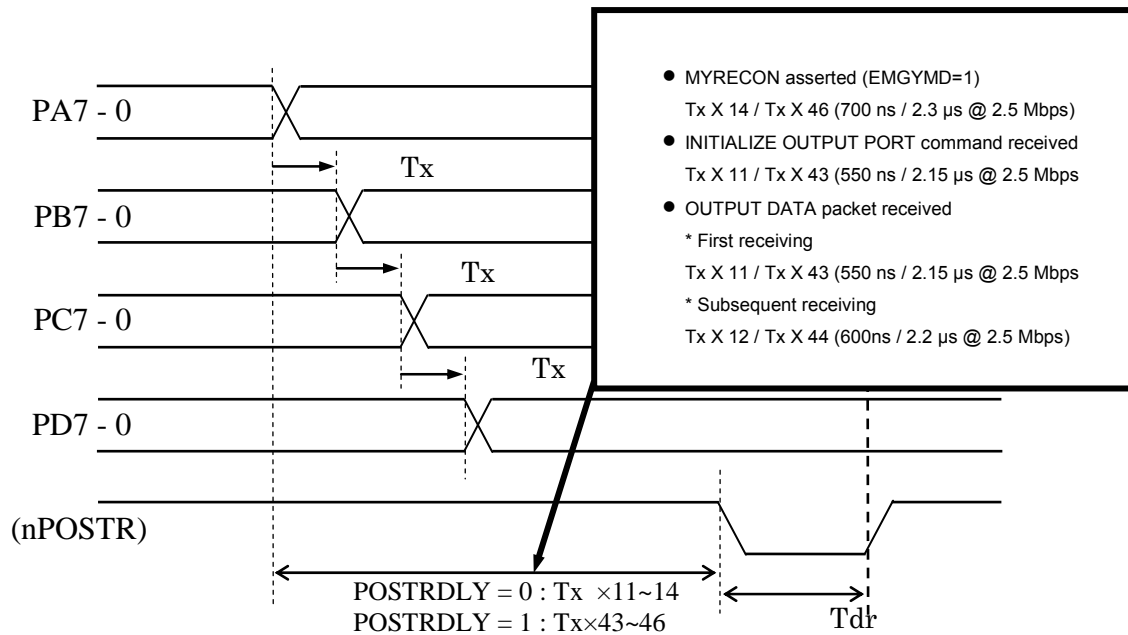 ● MYRECON asserted (EMGYMD=1)
Tx X 14 / Tx X 46 (700 ns / 2.3 μs @ 2.5 Mbps)
● INITIALIZE OUTPUT PORT command received
Tx X 11 / Tx X 43 (550 ns / 2.15 μs @ 2.5 Mbps
● OUTPUT DATA packet received
* First receiving
Tx X 11 / Tx X 43 (550 ns / 2.15 μs @ 2.5 Mbps
* Subsequent receiving
Tx X 12 / Tx X 44 (600ns / 2.2 μs @ 2.5 Mbps)
PA7 - 0
Tx
PB7 - 0
Tx
PC7 - 0
Tx
PD7 - 0
(nPOSTR)
POSTRDLY = 0 : Tx ×11~14
POSTRDLY = 1 : Tx×43~46
Tdr